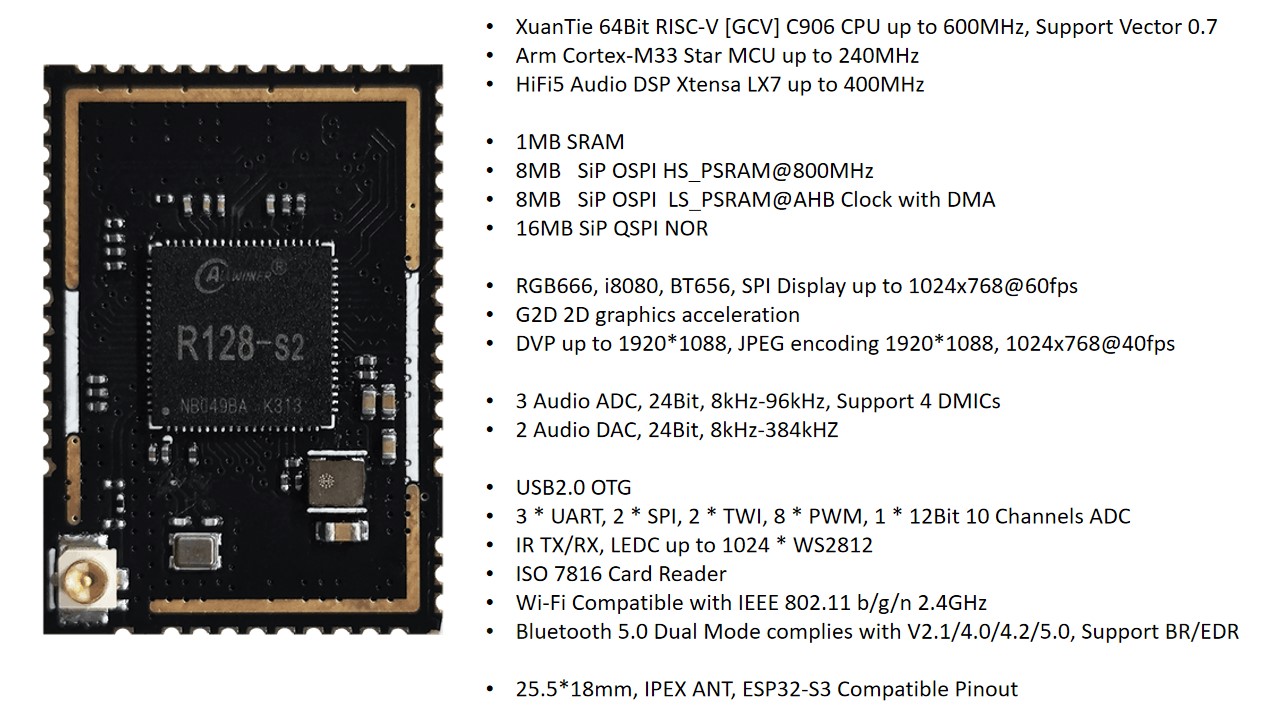 ALLWINNER®
R128-S2
NB049BA K313
• XuanTie 64Bit RISC-V [GCV] C906 CPU up to 600MHz, Support Vector 0.7
• Arm Cortex-M33 Star MCU up to 240MHz
• HiFi5 Audio DSP Xtensa LX7 up to 400MHz
• 1MB SRAM
• 8MB   SiP OSPI HS_PSRAM@800MHz
• 8MB   SiP OSPI  LS_PSRAM@AHB Clock with DMA
• 16MB SiP QSPI NOR
• RGB666, i8080, BT656, SPI Display up to 1024x768@60fps
• G2D 2D graphics acceleration
• DVP up to 1920*1088, JPEG encoding 1920*1088, 1024x768@40fps
• 3 Audio ADC, 24Bit, 8kHz-96kHz, Support 4 DMICs
• 2 Audio DAC, 24Bit, 8kHz-384kHZ
• USB2.0 OTG
• 3 * UART, 2 * SPI, 2 * TWI, 8 * PWM, 1 * 12Bit 10 Channels ADC
• IR TX/RX, LEDC up to 1024 * WS2812
• ISO 7816 Card Reader
• Wi-Fi Compatible with IEEE 802.11 b/g/n 2.4GHz
• Bluetooth 5.0 Dual Mode complies with V2.1/4.0/4.2/5.0, Support BR/EDR
• 25.5*18mm, IPEX ANT, ESP32-S3 Compatible Pinout